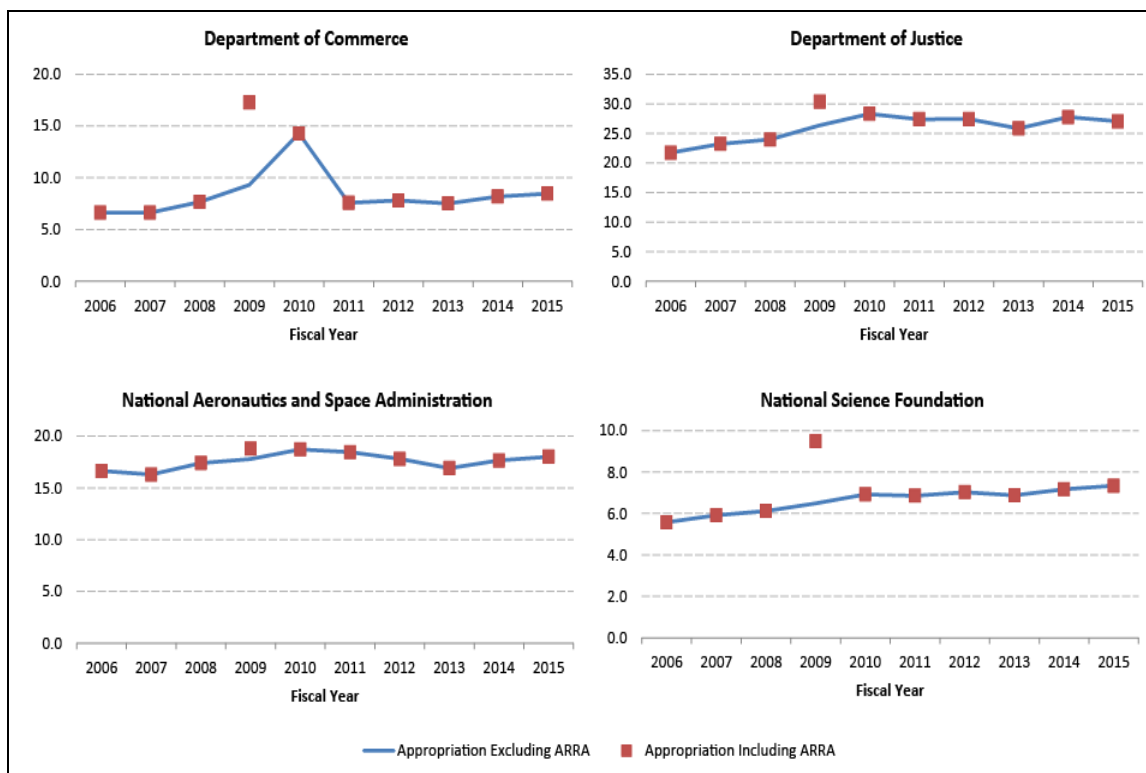 Department of Commerce
20.0
15.0
10.0
5.0
0.0
2006 2007 2008 2009 2010 2011 2012 2013 2014 2015
Fiscal Year
Department of Justice
35.0
30.0
25.0
20.0
15.0
10.0
5.0
0.0
2006 2007 2008 2009 2010 2011 2012 2013 2014 2015
Fiscal Year
National Aeronautics and Space Administration
20.0
15.0
10.0
5.0
0.0
2006 2007 2008 2009 2010 2011 2012 2013 2014 2015
Fiscal Year
National Science Foundation
10.0
8.0
6.0
4.0
2.0
0.0
2006 2007 2008 2009 2010 2011 2012 2013 2014 2015
Fiscal Year
Appropriation Excluding ARRA Appropriation Including ARRA